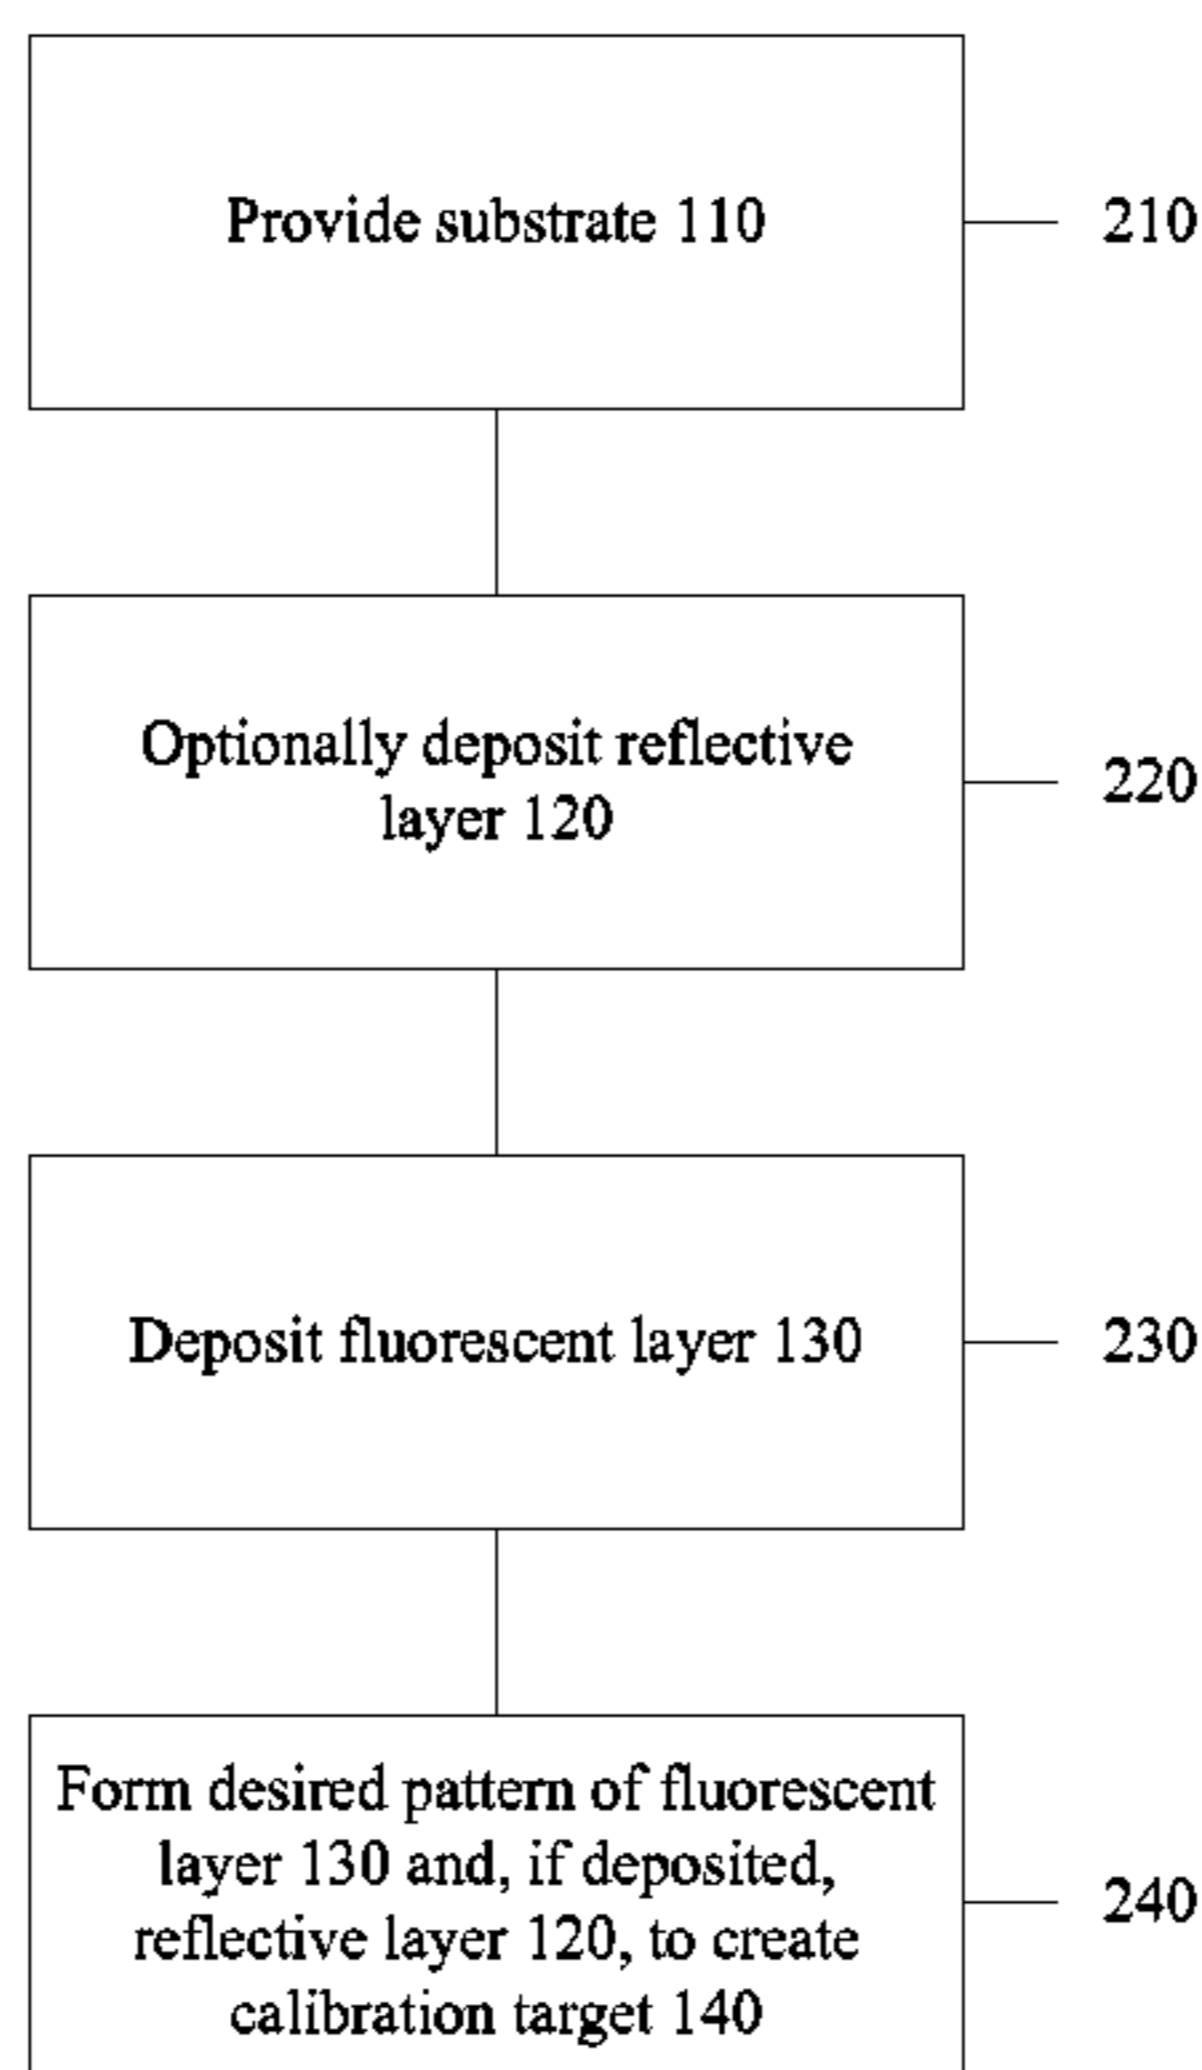 Provide substrate 110
210
Optionally deposit reflective
layer 120
220
Deposit fluorescent layer 130
230
Form desired pattern of fluorescent
layer 130 and, if deposited,
reflective layer 120, to create
calibration target 140
240